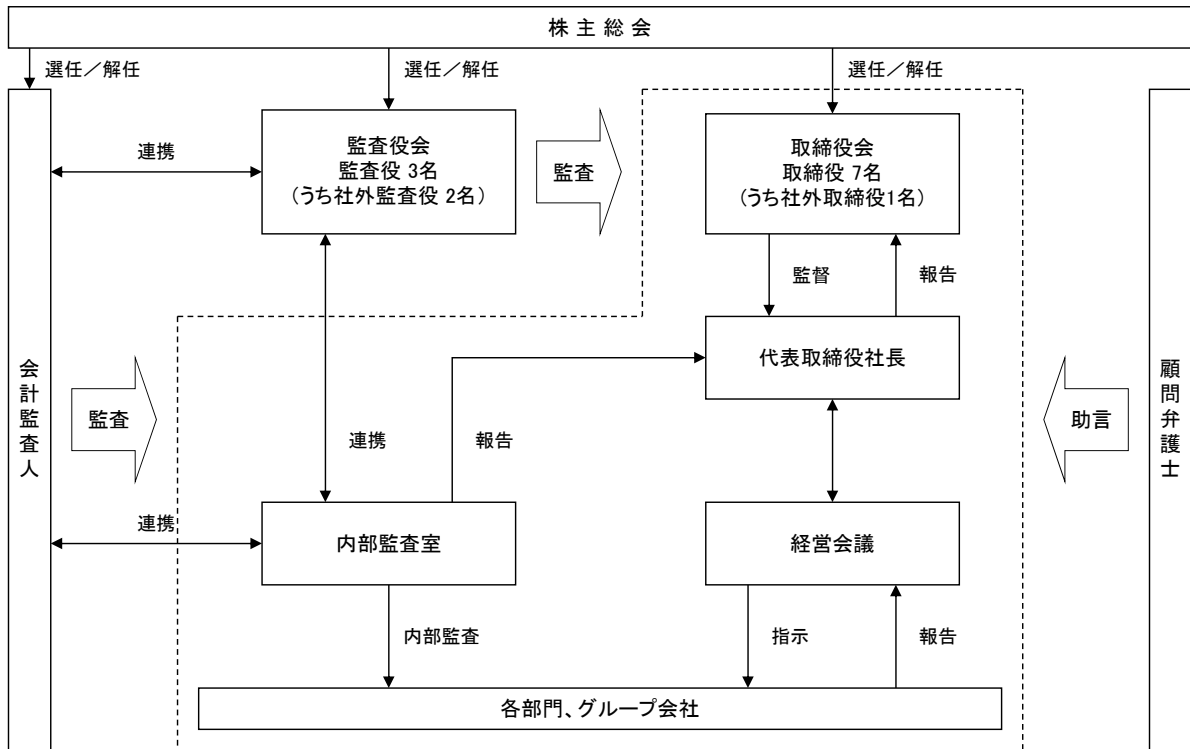 株 主 総 会
選任／解任
選任／解任
選任／解任
監査役会
監査役 3名
（うち社外監査役 2名）
連携
監査
取締役会
取締役 7名
（うち社外取締役1名）
監督
報告
代表取締役社長
会計監査人
監査
連携
報告
助言
顧問弁護士
連携
内部監査室
経営会議
内部監査
指示
報告
各部門、グループ会社